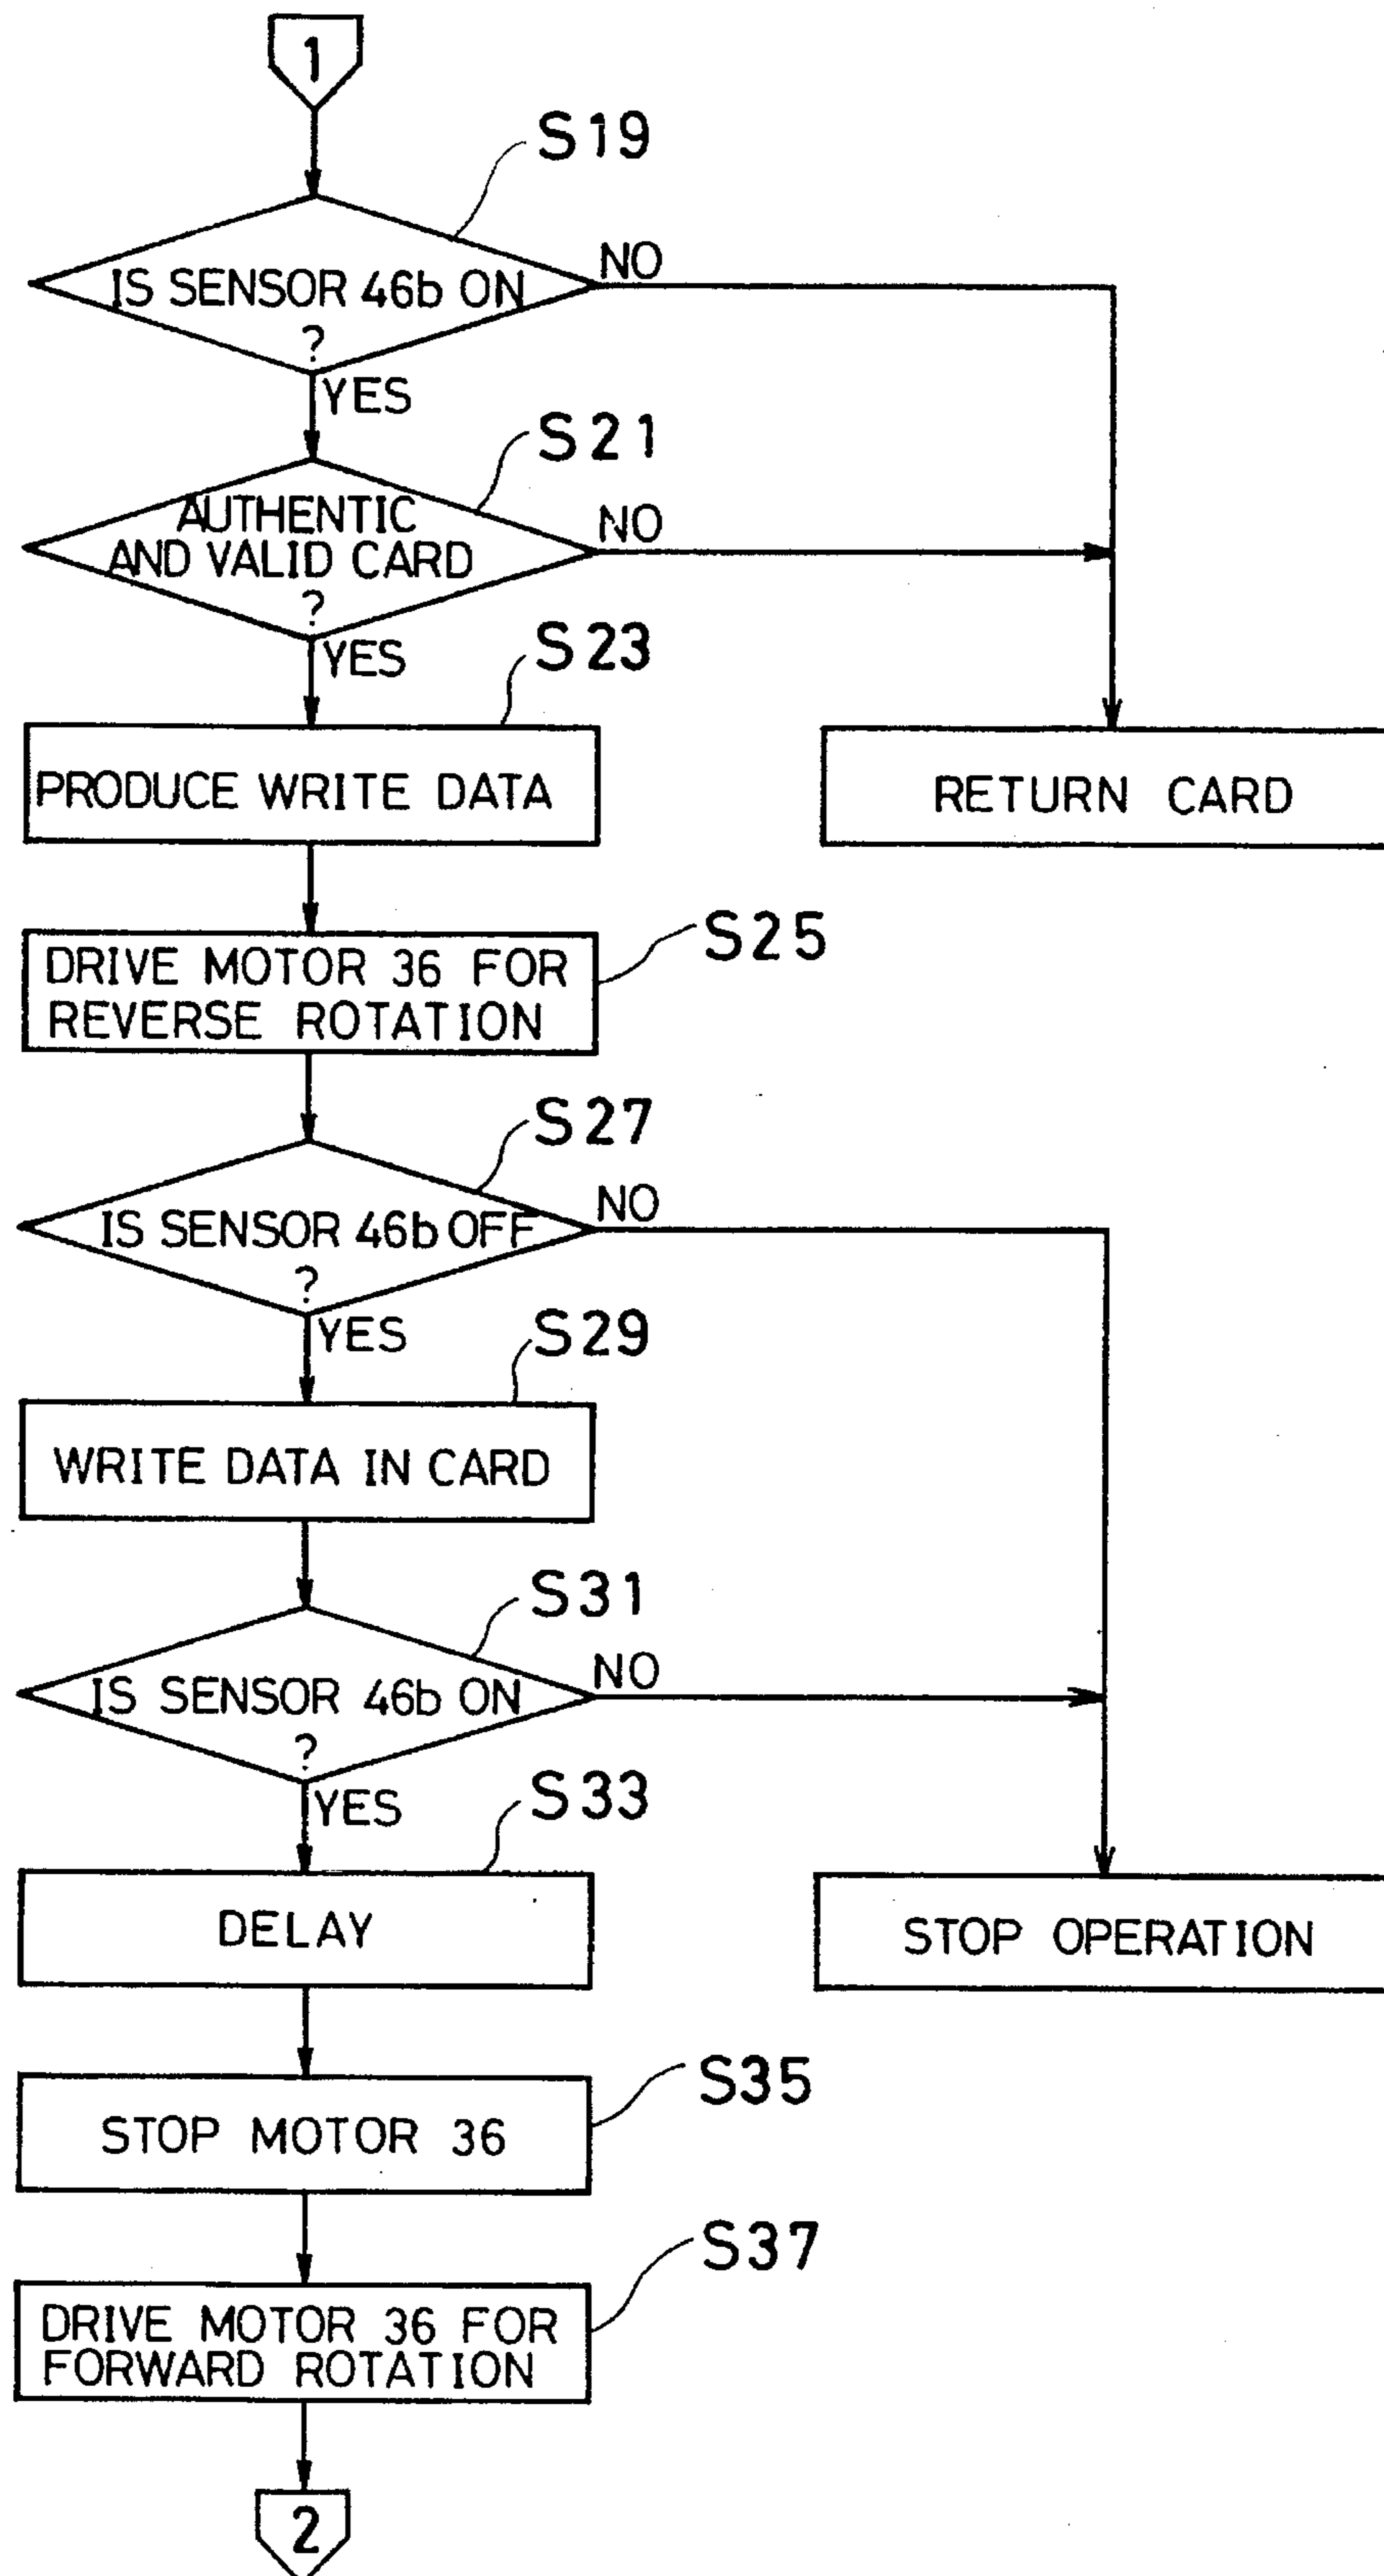 1
S19
IS SENSOR 46b ON
?
NO
YES
S21
AUTHENTIC
AND VALID CARD
?
NO
YES
S23
PRODUCE WRITE DATA
RETURN CARD
S25
DRIVE MOTOR 36 FOR
REVERSE ROTATION
S27
IS SENSOR 46b OFF
?
NO
YES
S29
WRITE DATA IN CARD
S31
IS SENSOR 46b ON
?
NO
YES
S33
DELAY
STOP OPERATION
S35
STOP MOTOR 36
S37
DRIVE MOTOR 36 FOR
FORWARD ROTATION
2